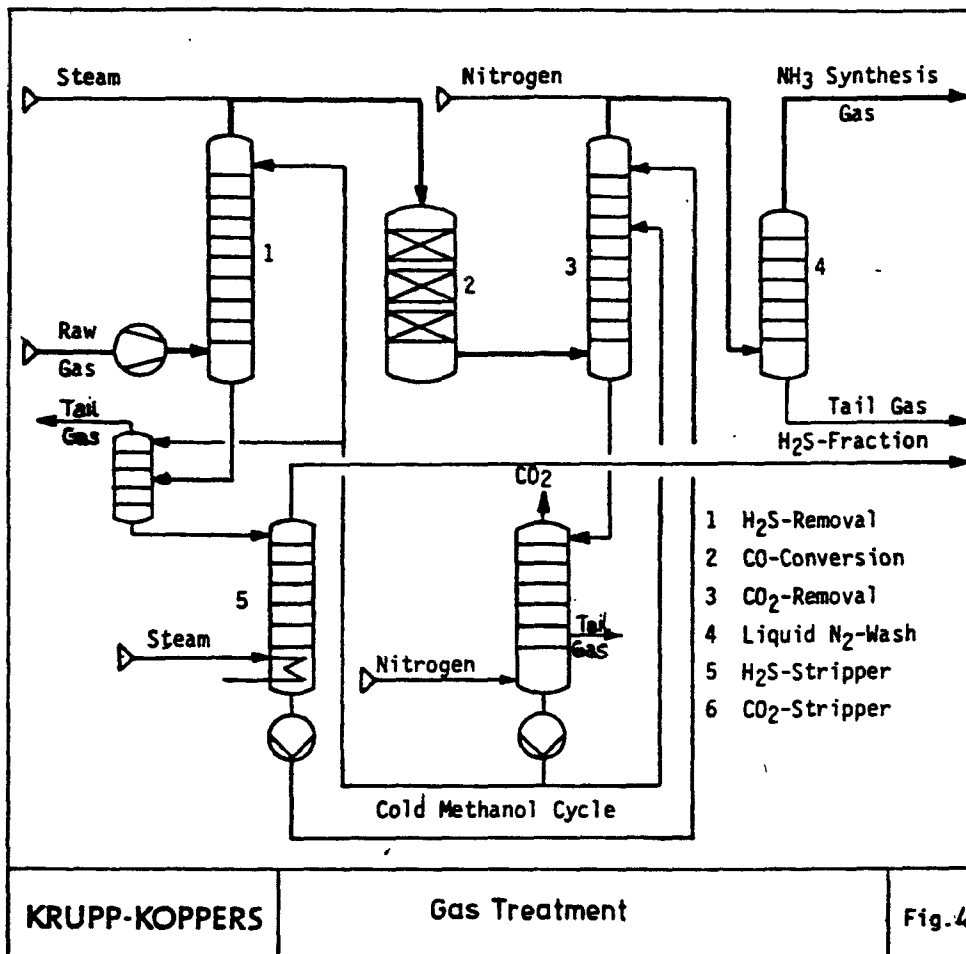 Steam
Nitrogen
NH3 Synthesis
Gas
1
2
3
4
Raw
Gas
Tail
Gas
Tail Gas
H2S-Fraction
CO2
5
Steam
Nitrogen
Tail
Gas
1 H2S-Removal
2 CO-Conversion
3 CO2-Removal
4 Liquid N2-Wash
5 H2S-Stripper
6 CO2-Stripper
Cold Methanol Cycle
KRUPP-KOPPERS
Gas Treatment
Fig.4